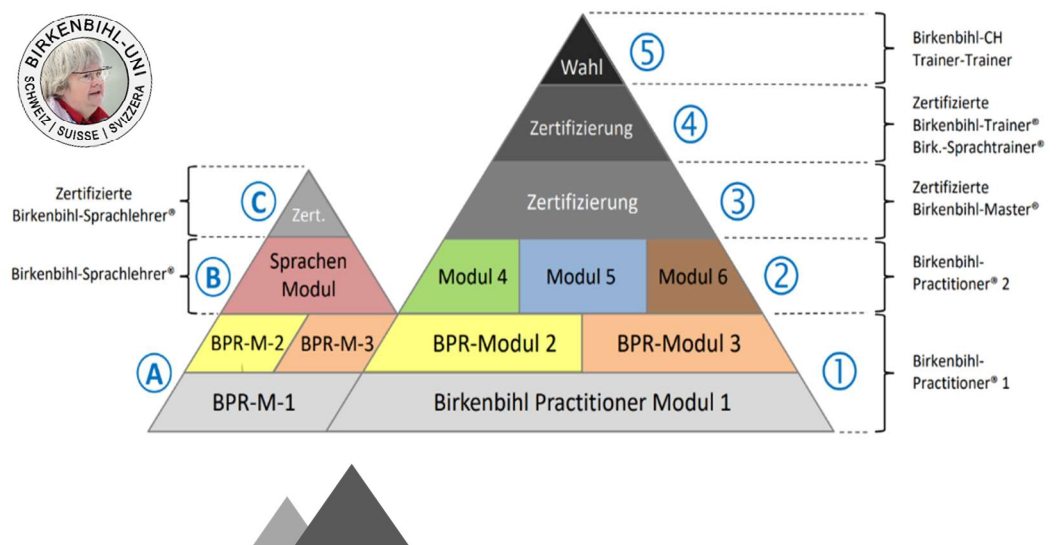 BIRKENBIHL-UNI
SCHWEIZ | SUISSE | SVIZZERA
Wahl
5
Birkenbihl-CH
Trainer-Trainer
Zertifizierung
4
Zertifizierte
Birkenbihl-Trainer®
Birk.-Sprachtrainer®
Zertifizierte
Birkenbihl-Sprachlehrer®
C
Zert.
Zertifizierung
3
Zertifizierte
Birkenbihl-Master®
Birkenbihl-Sprachlehrer®
B
Sprachen
Modul
Modul 4
Modul 5
Modul 6
2
Birkenbihl-
Practitioner® 2
A
BPR-M-2
BPR-M-3
BPR-Modul 2
BPR-Modul 3
1
Birkenbihl-
Practitioner® 1
BPR-M-1
Birkenbihl Practitioner Modul 1